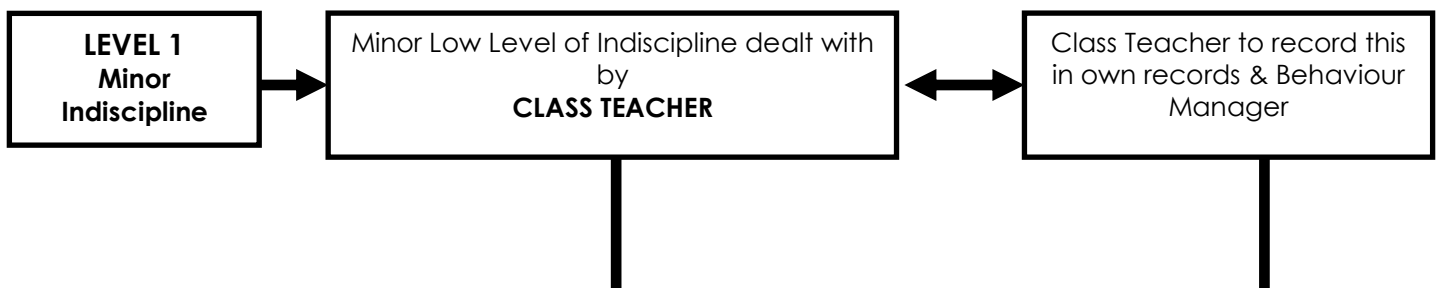 LEVEL 1
Minor
Indiscipline
Minor Low Level of Indiscipline dealt with
by
CLASS TEACHER
Class Teacher to record this
in own records & Behaviour
Manager